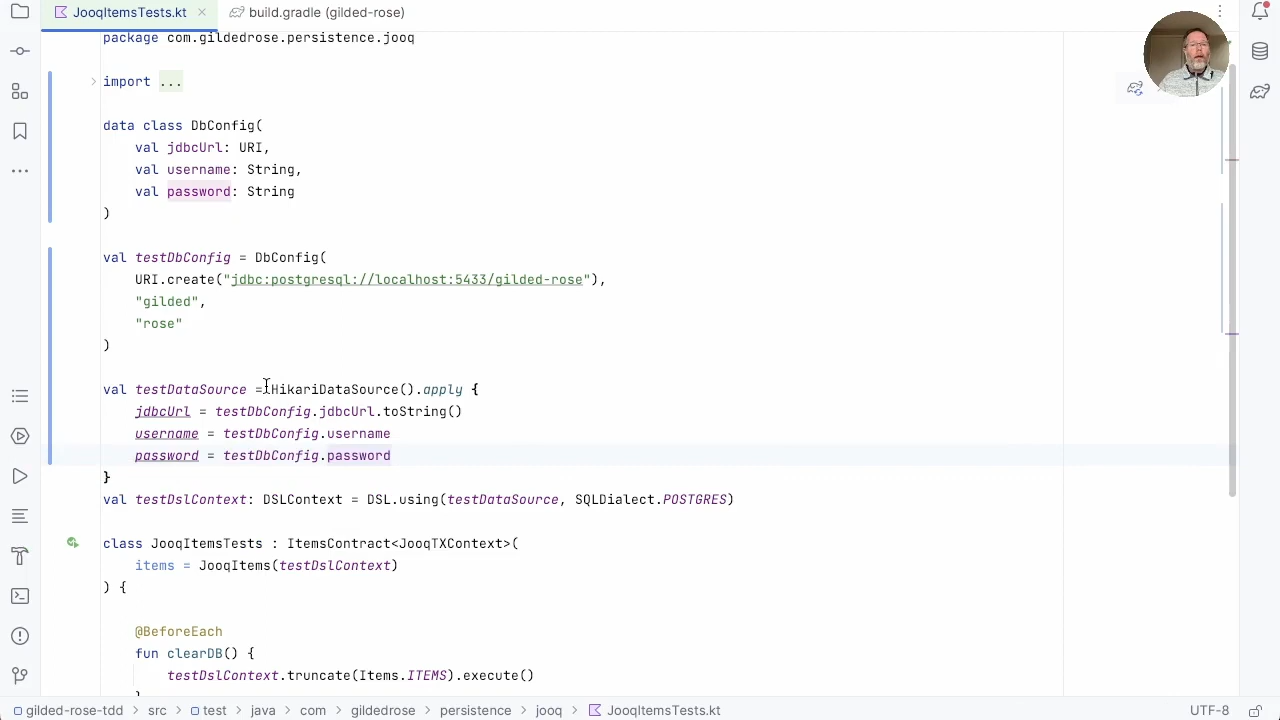 JooqItemsTests.kt
build.gradle (gilded-rose)
package com.gildedrose.persistence.jooq
import ...
data class DbConfig(
val jdbcUrl: URI,
val username: String,
val password: String
)
val testDbConfig = DbConfig(
URI.create("jdbc:postgresql://localhost:5433/gilded-rose"),
"gilded",
"rose"
)
val testDataSource = HikariDataSource().apply {
jdbcUrl = testDbConfig.jdbcUrl.toString()
username = testDbConfig.username
password = testDbConfig.password
}
val testDslContext: DSLContext = DSL.using(testDataSource, SQLDialect.POSTGRES)
class JooqItemsTests : ItemsContract<JooqTXContext>(
items = JooqItems(testDslContext)
) {
@BeforeEach
fun clearDB() {
testDslContext.truncate(Items.ITEMS).execute()
}
gilded-rose-tdd > src > test > java > com > gildedrose > persistence > jooq > JooqItemsTests.kt
UTF-8